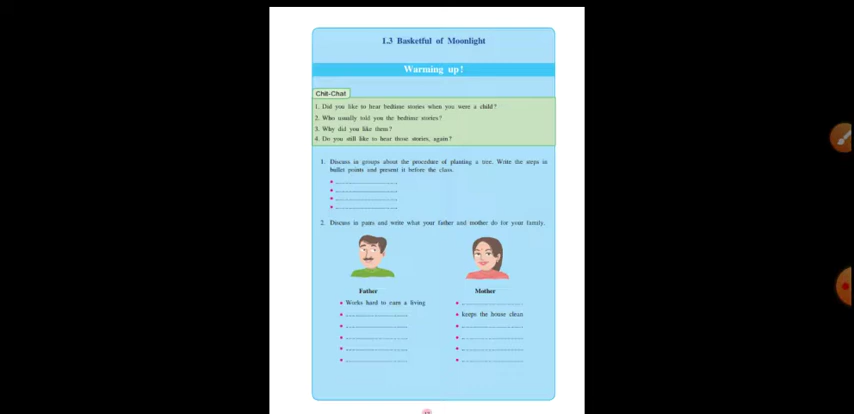 1.3 Basketful of Moonlight
Warming up!
Chit-Chat
1. Did you like to hear bedtime stories when you were a child?
2. Who usually told you the bedtime stories?
3. Why did you like them?
4. Do you still like to hear those stories, again?
1. Discuss in groups about the procedure of planting a tree. Write the steps in
bullet points and present it before the class.
• ........................
• ........................
• ........................
• ........................
2. Discuss in pairs and write what your father and mother do for your family.
Father
• Works hard to earn a living
• ........................
• ........................
• ........................
• ........................
• ........................
Mother
• ........................
• keeps the house clean
• ........................
• ........................
• ........................
• ........................